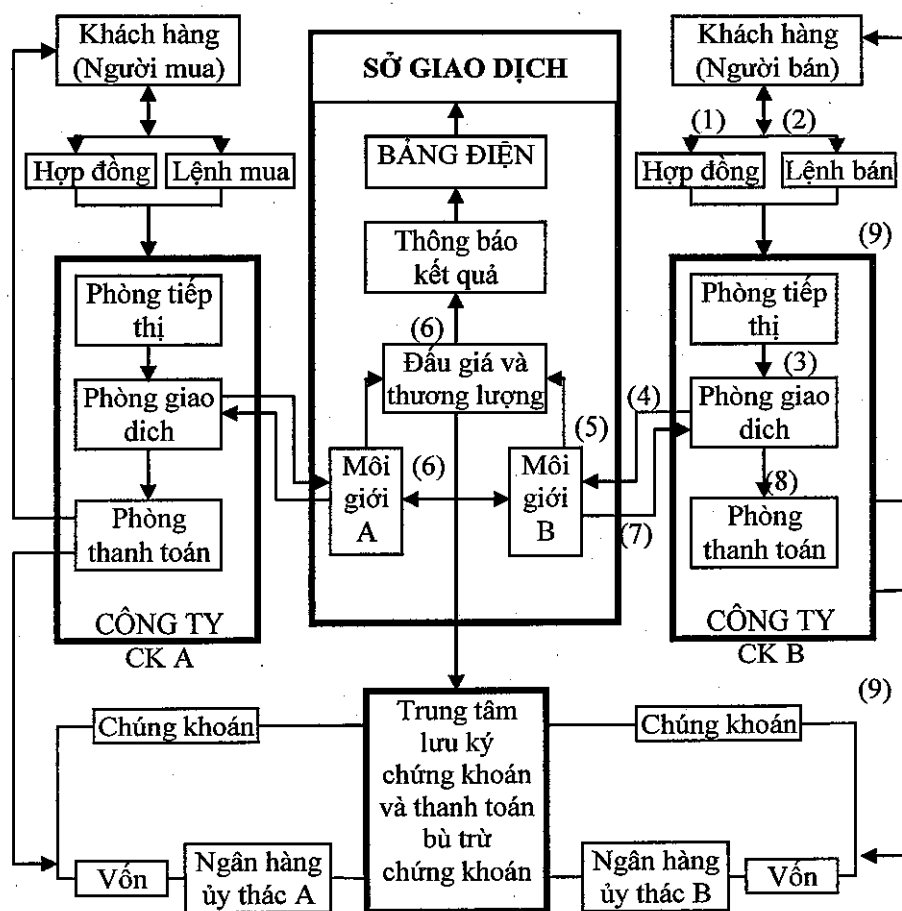 Khách hàng
(Người mua)
Hợp đồng
Lệnh mua
Phòng tiếp
thị
Phòng giao
dich
Phòng
thanh toán
CÔNG TY
CK A
SỞ GIAO DỊCH
BẢNG ĐIỆN
Thông báo
kết quả
(6)
Đấu giá và
thương lượng
(5)
Môi
giới
A
(6)
Môi
giới
B
(4)
(7)
Khách hàng
(Người bán)
(1)
(2)
Hợp đồng
Lệnh bán
(9)
Phòng tiếp
thị
(3)
Phòng giao
dich
(8)
Phòng
thanh toán
CÔNG TY
CK B
(9)
Chúng khoán
Vốn
Ngân hàng
ủy thác A
Trung tâm
lưu ký
chứng khoán
và thanh toán
bù trừ
chứng khoán
Chúng khoán
Ngân hàng
ủy thác B
Vốn